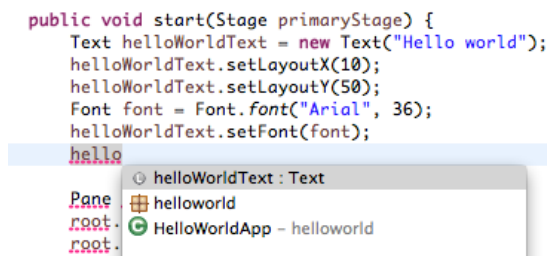 public void start(Stage primaryStage) {
Text helloWorldText = new Text("Hello world");
helloWorldText.setLayoutX(10);
helloWorldText.setLayoutY(50);
Font font = Font.font("Arial", 36);
helloWorldText.setFont(font);
hello
helloWorldText : Text
Pane
helloworld
root.
HelloWorldApp – helloworld
root.